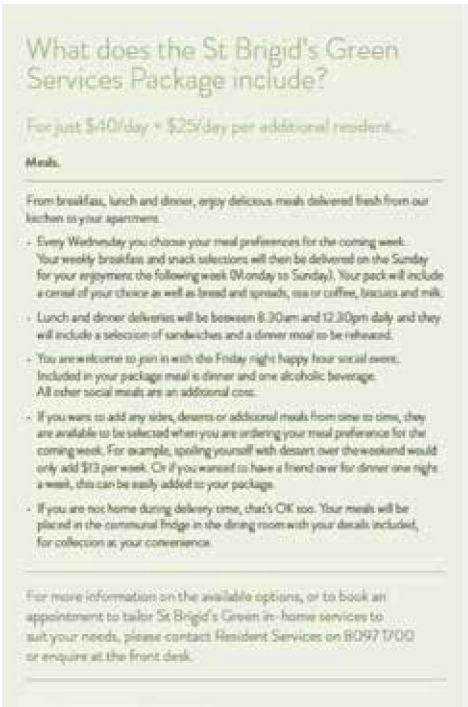 What does the St Brigid's Green
Services Package include?
For just $40/day + $25/day per additional resident...
Meals.
From breakfast, lunch and dinner, enjoy delicious meals delivered fresh from our
kitchen to your apartment.
- Every Wednesday you choose your meal preferences for the coming week.
Your weekly breakfast and snack selections will then be delivered on the Sunday
for your enjoyment the following week (Monday to Sunday). Your pack will include
a cereal of your choice as well as bread and spreads, tea or coffee, biscuits and milk.
- Lunch and dinner deliveries will be between 8.30am and 12.30pm daily and they
will include a selection of sandwiches and a dinner meal to be reheated.
- You are welcome to join in with the Friday night happy hour social event.
Included in your package meal is dinner and one alcoholic beverage.
All other social meals are an additional cost.
- If you want to add any sides, deserts or additional meals from time to time, they
are available to be selected when you are ordering your meal preference for the
coming week. For example, spoiling yourself with dessert over the weekend would
only add $13 per week. Or if you wanted to have a friend over for dinner one night
a week, this can be easily added to your package.
- If you are not home during delivery time, that's OK too. Your meals will be
placed in the communal fridge in the dining room with your details included,
for collection at your convenience.
For more information on the available options, or to book an
appointment to tailor St Brigid's Green in-home services to
suit your needs, please contact Resident Services on 8097 1700
or enquire at the front desk.